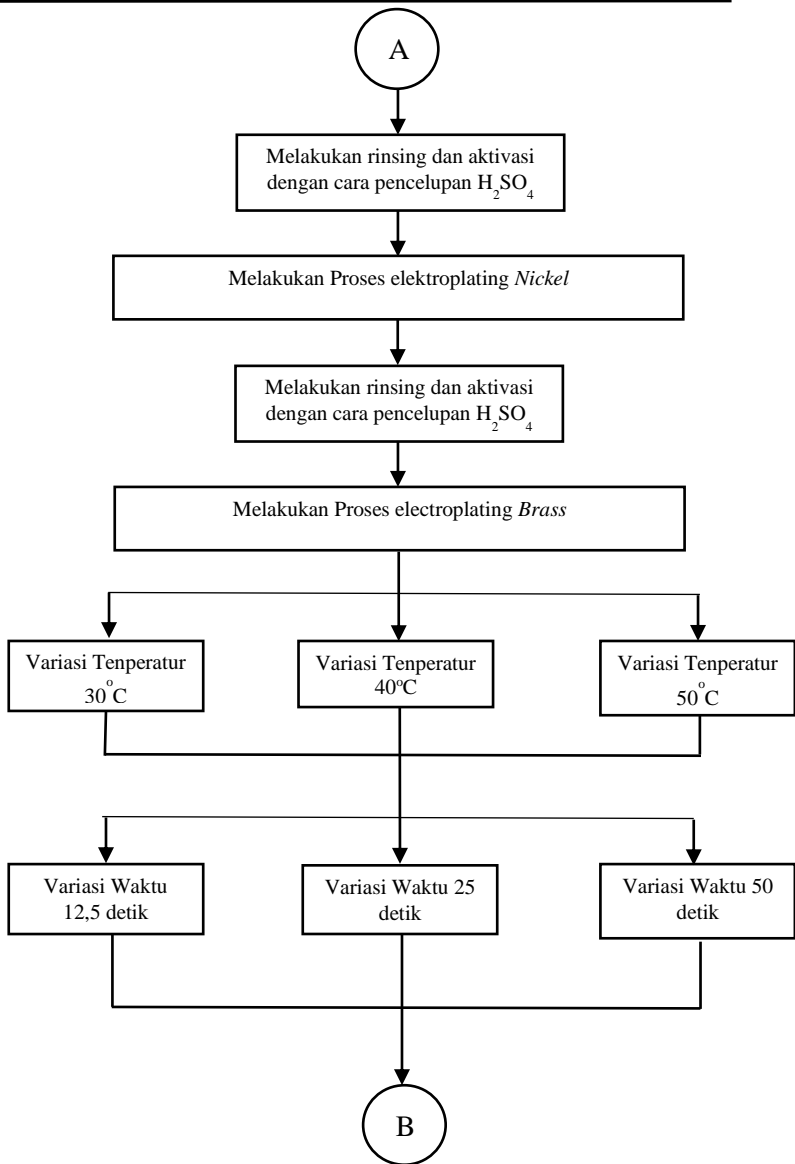 A
Melakukan rinsing dan aktivasi
dengan cara pencelupan H₂SO₄
Melakukan Proses elektroplating Nickel
Melakukan rinsing dan aktivasi
dengan cara pencelupan H₂SO₄
Melakukan Proses electroplating Brass
Variasi Tenperatur
30°C
Variasi Tenperatur
40ºC
Variasi Tenperatur
50°C
Variasi Waktu
12,5 detik
Variasi Waktu 25
detik
Variasi Waktu 50
detik
B